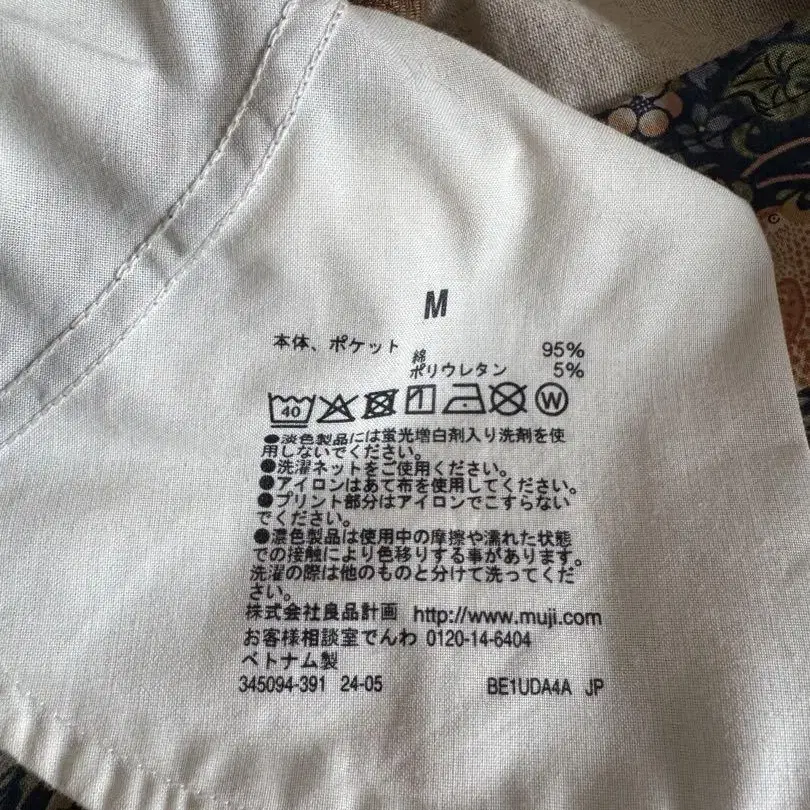 M
本体、ポケット 綿 95%
ポリウレタン 5%
40 W
●淡色製品には蛍光増白剤入り洗剤を使
用しないでください。
●洗濯ネットをご使用ください。
●アイロンはあて布を使用してください。
●プリント部分はアイロンでこすらない
でください。
●濃色製品は使用中の摩擦や濡れた状態
での接触により色移りする事があります。
洗濯の際は他のものと分けて洗ってくだ
さい。
株式会社良品計画 http://www.muji.com
お客様相談室でんわ 0120-14-6404
ベトナム製
345094-391 24-05 BE1UDA4A JP